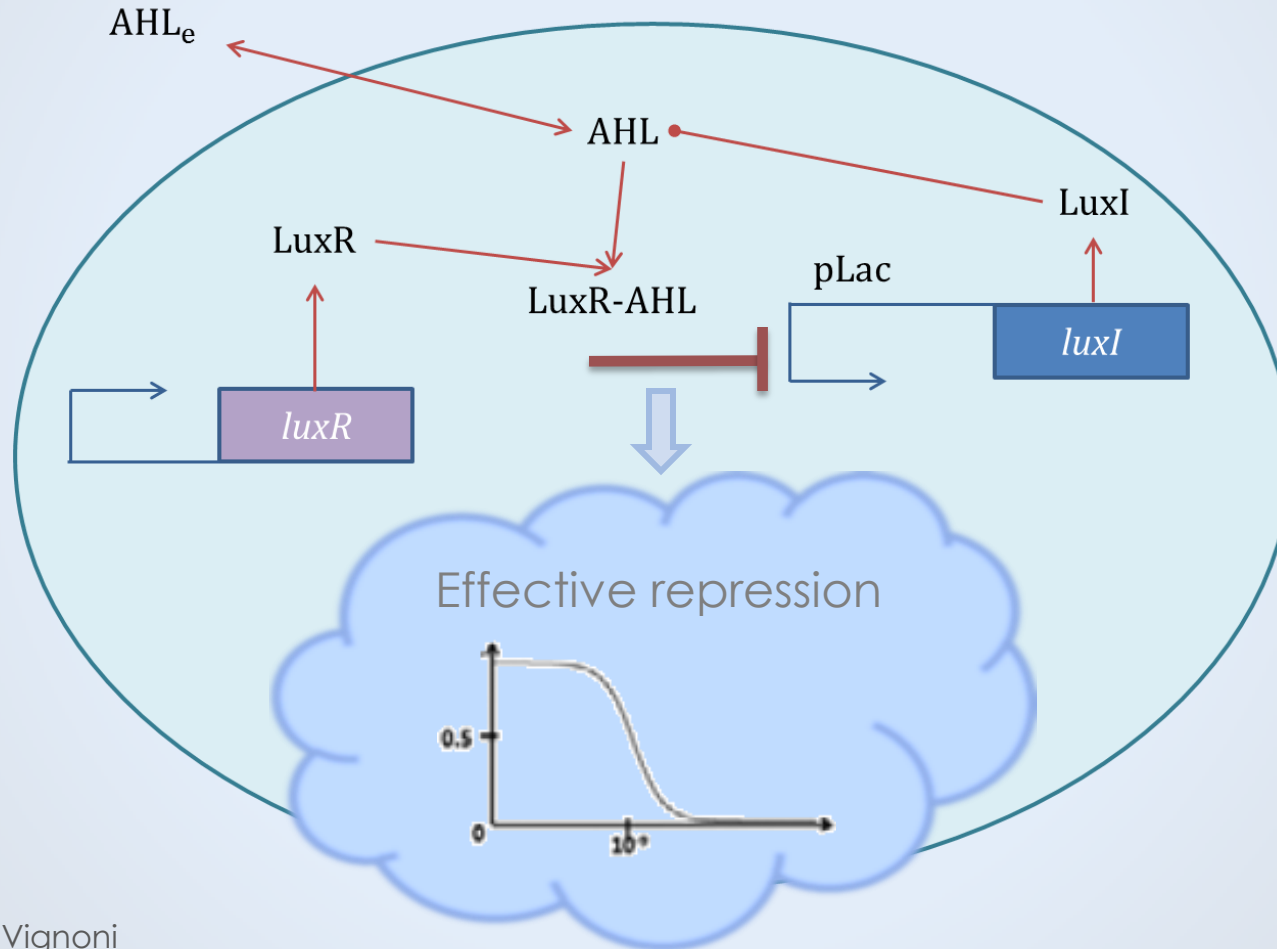 AHLe
AHL
LuxI
LuxR
pLac
LuxR-AHL
luxI
luxR
Effective repression
0.5
0
Vignoni